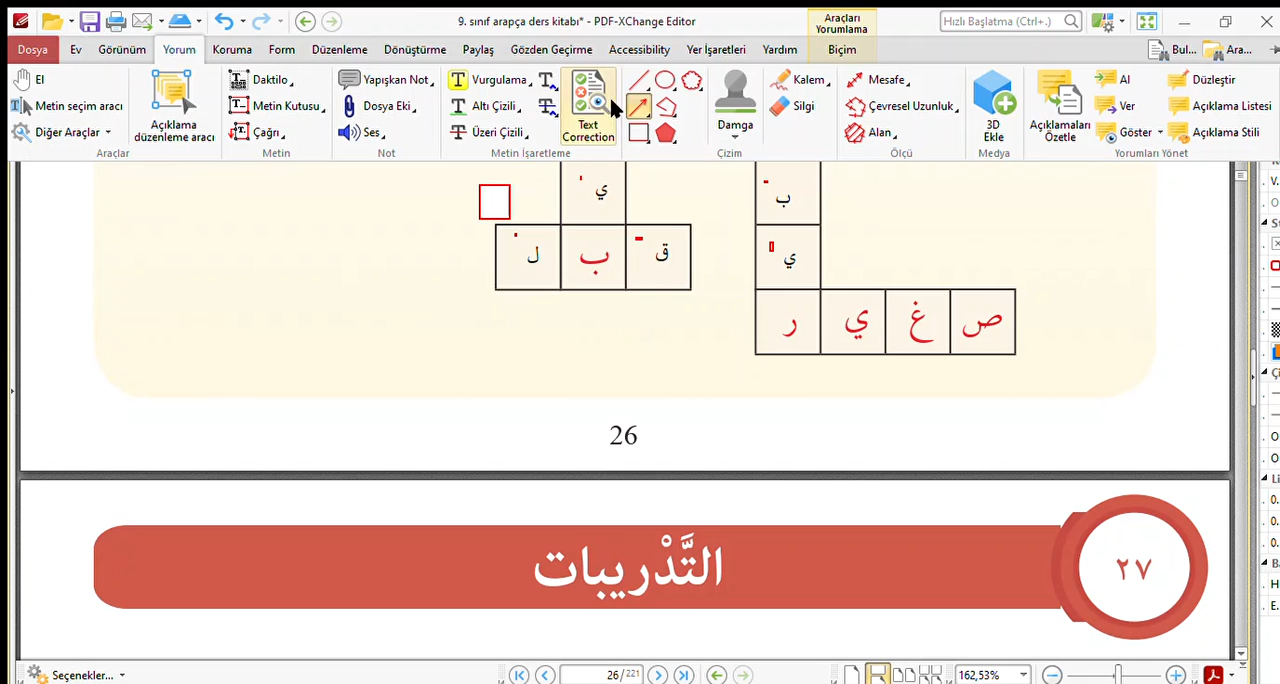 9. sınıf arapça ders kitabı* - PDF-XChange Editor
Araçları Yorumlama
Hızlı Başlatma (Ctrl+.)
Dosya Ev Görünüm Yorum Koruma Form Düzenleme Dönüştürme Paylaş Gözden Geçirme Accessibility Yer İşaretleri Yardım Biçim Bul... Ara...
El
Metin seçim aracı
Diğer Araçlar
Açıklama düzenleme aracı
Araçlar
Daktilo
Metin Kutusu
Çağrı
Metin
Yapışkan Not
Dosya Eki
Ses
Not
Vurgulama
Altı Çizili
Üzeri Çizili
Text Correction
Metin İşaretleme
Damga
Kalem
Silgi
Çizim
Mesafe
Çevresel Uzunluk
Alan
Ölçü
3D Ekle
Medya
Açıklamaları Özetle
Al
Ver
Göster
Düzleştir
Açıklama Listesi
Açıklama Stili
Yorumları Yönet
ي
ب
ق ب ل
ي
ص غ ي ر
26
التَّدْريبات
٢٧
Seçenekler...
26 / 221
162,53%